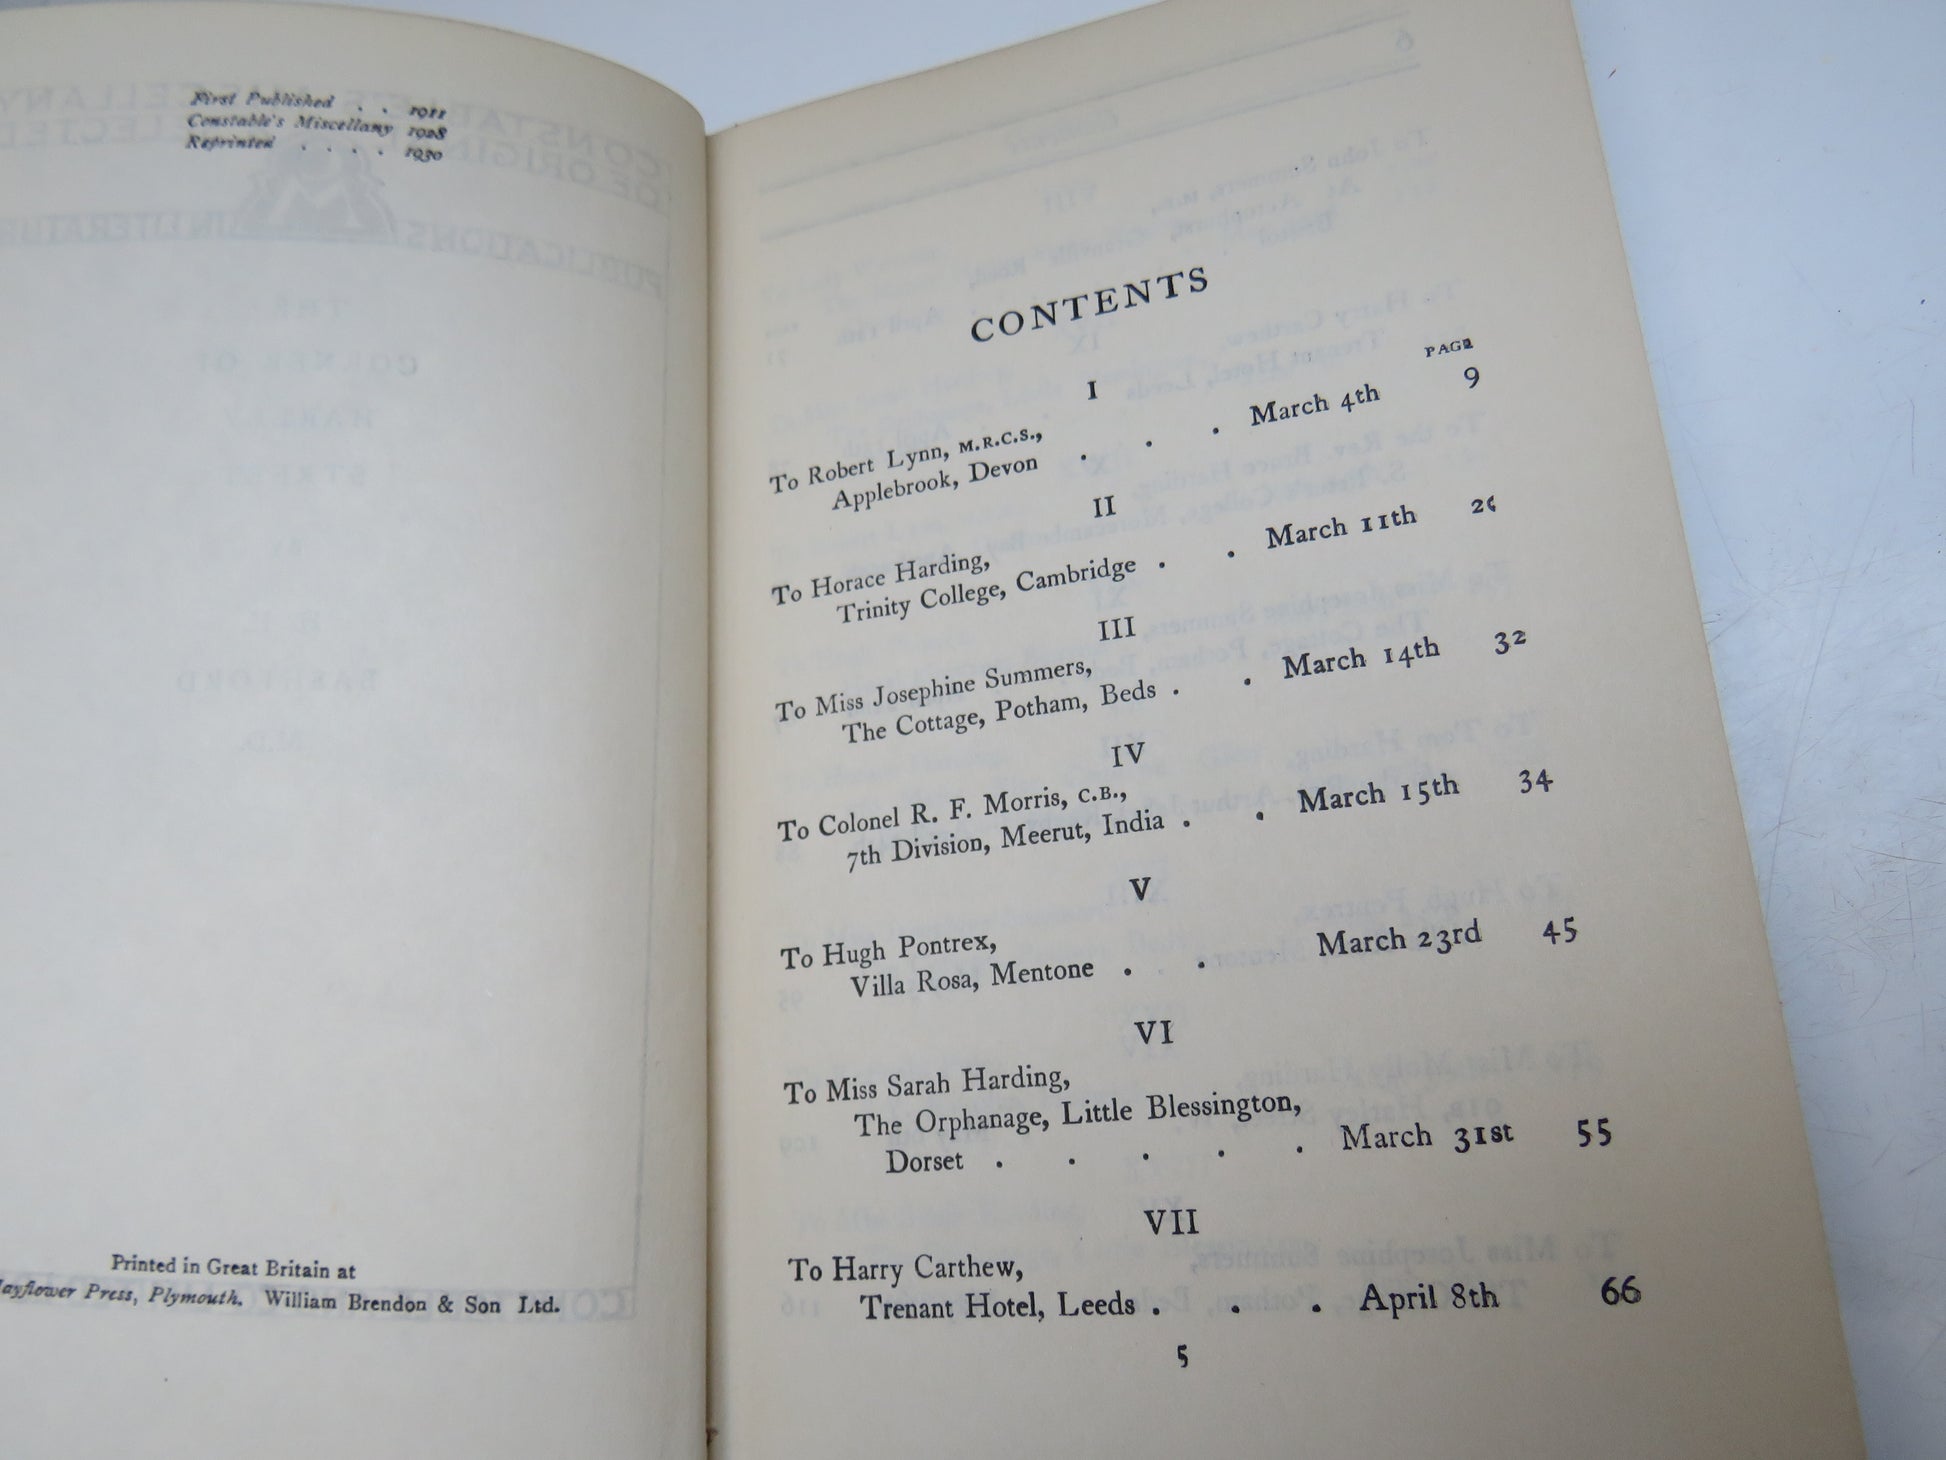 First Published . . 1911
Constable's Miscellany 1928
Reprinted . . . . 1930
Printed in Great Britain at
Mayflower Press, Plymouth. William Brendon & Son Ltd.
CONTENTS
PAGE
I
To Robert Lynn, M.R.C.S.,
Applebrook, Devon . . . March 4th 9
II
To Horace Harding,
Trinity College, Cambridge . . March 11th
III
To Miss Josephine Summers,
The Cottage, Potham, Beds . . March 14th 32
IV
To Colonel R. F. Morris, C.B.,
7th Division, Meerut, India . . March 15th 34
V
To Hugh Pontrex,
Villa Rosa, Mentone . . March 23rd 45
VI
To Miss Sarah Harding,
The Orphanage, Little Blessington,
Dorset . . . . . March 31st 55
VII
To Harry Carthew,
Trenant Hotel, Leeds . . . April 8th 66
5